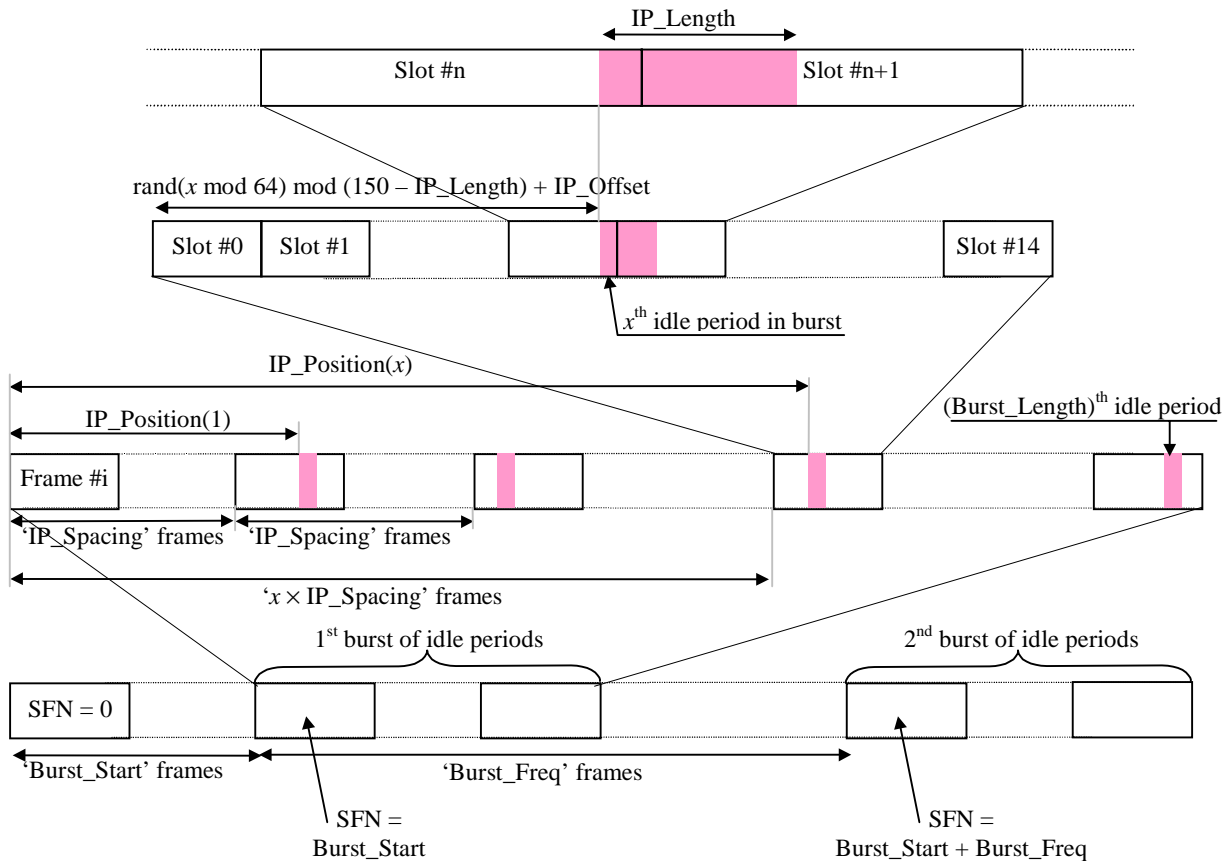 IP_Length
Slot #n
Slot #n+1
rand(x mod 64) mod (150 – IP_Length) + IP_Offset
Slot #0
Slot #1
Slot #14
xth idle period in burst
IP_Position(x)
(Burst_Length)th idle period
IP_Position(1)
Frame #i
‘IP_Spacing’ frames
‘IP_Spacing’ frames
‘x × IP_Spacing’ frames
1st burst of idle periods
2nd burst of idle periods
SFN = 0
‘Burst_Start’ frames
‘Burst_Freq’ frames
SFN =
Burst_Start
SFN =
Burst_Start + Burst_Freq